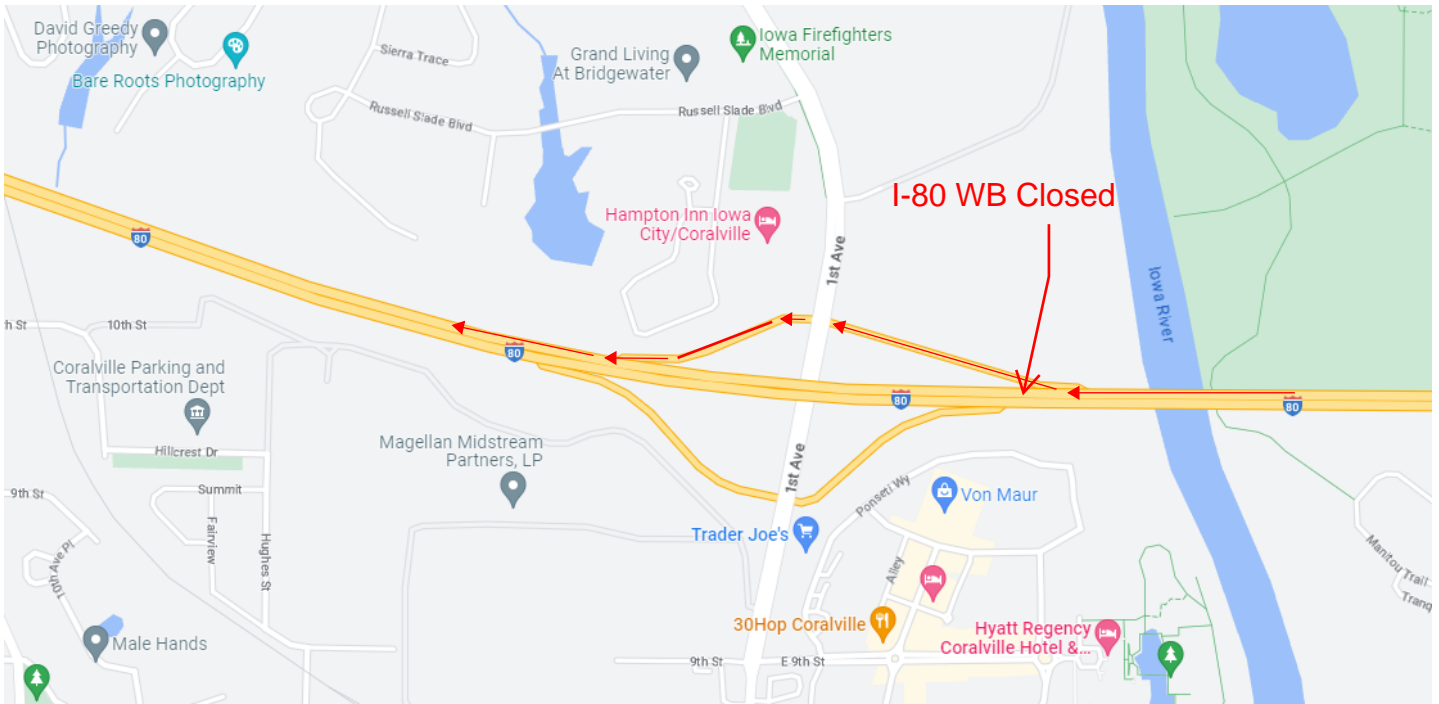 David Greedy
Photography
Bare Roots Photography
Sierra Trace
Grand Living
At Bridgewater
Iowa Firefighters
Memorial
Russell Slade Blvd
Russell Slade Blvd
I-80 WB Closed
Hampton Inn Iowa
City/Coralville
80
1st Ave
Iowa River
h St
10th St
80
Coralville Parking and
Transportation Dept
80
80
Hillcrest Dr
Magellan Midstream
Partners, LP
1st Ave
9th St
Summit
Fairview
Hughes St
10th Ave Pl
Ponseti Wy
Von Maur
Trader Joe's
Alley
Manitou Trail
Tranq
30Hop Coralville
Male Hands
9th St
E 9th St
Hyatt Regency
Coralville Hotel &...